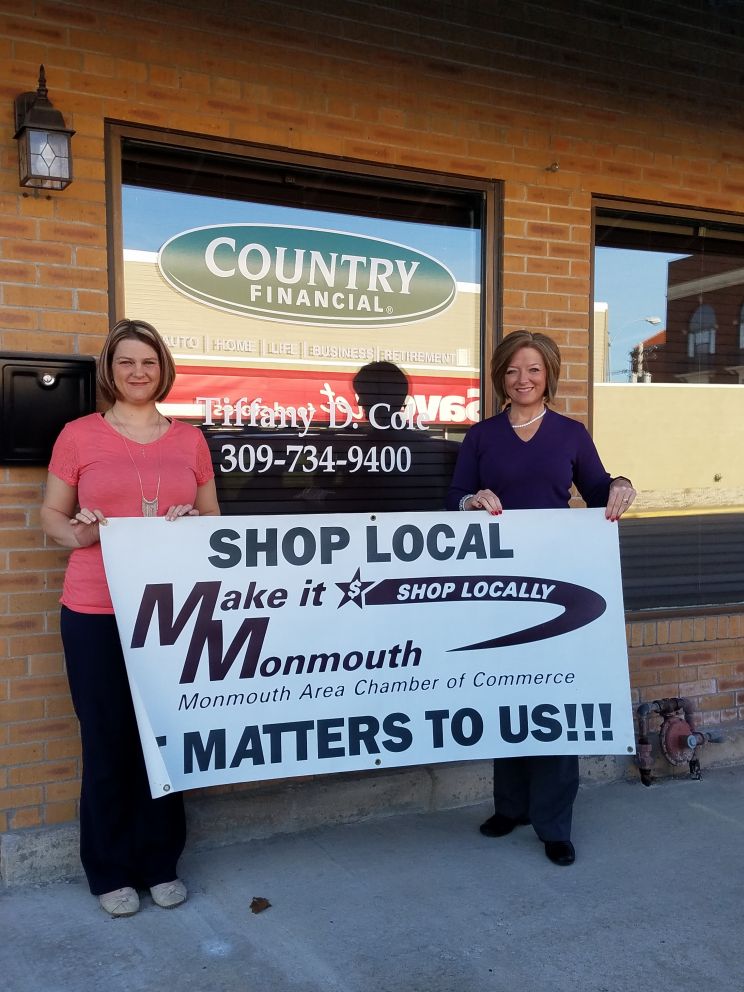 COUNTRY
FINANCIAL®
AUTO | HOME | LIFE | BUSINESS | RETIREMENT
Save
Tiffany D. Cole
309-734-9400
SHOP LOCAL
Make it $ SHOP LOCALLY
Monmouth
Monmouth Area Chamber of Commerce
MATTERS TO US!!!